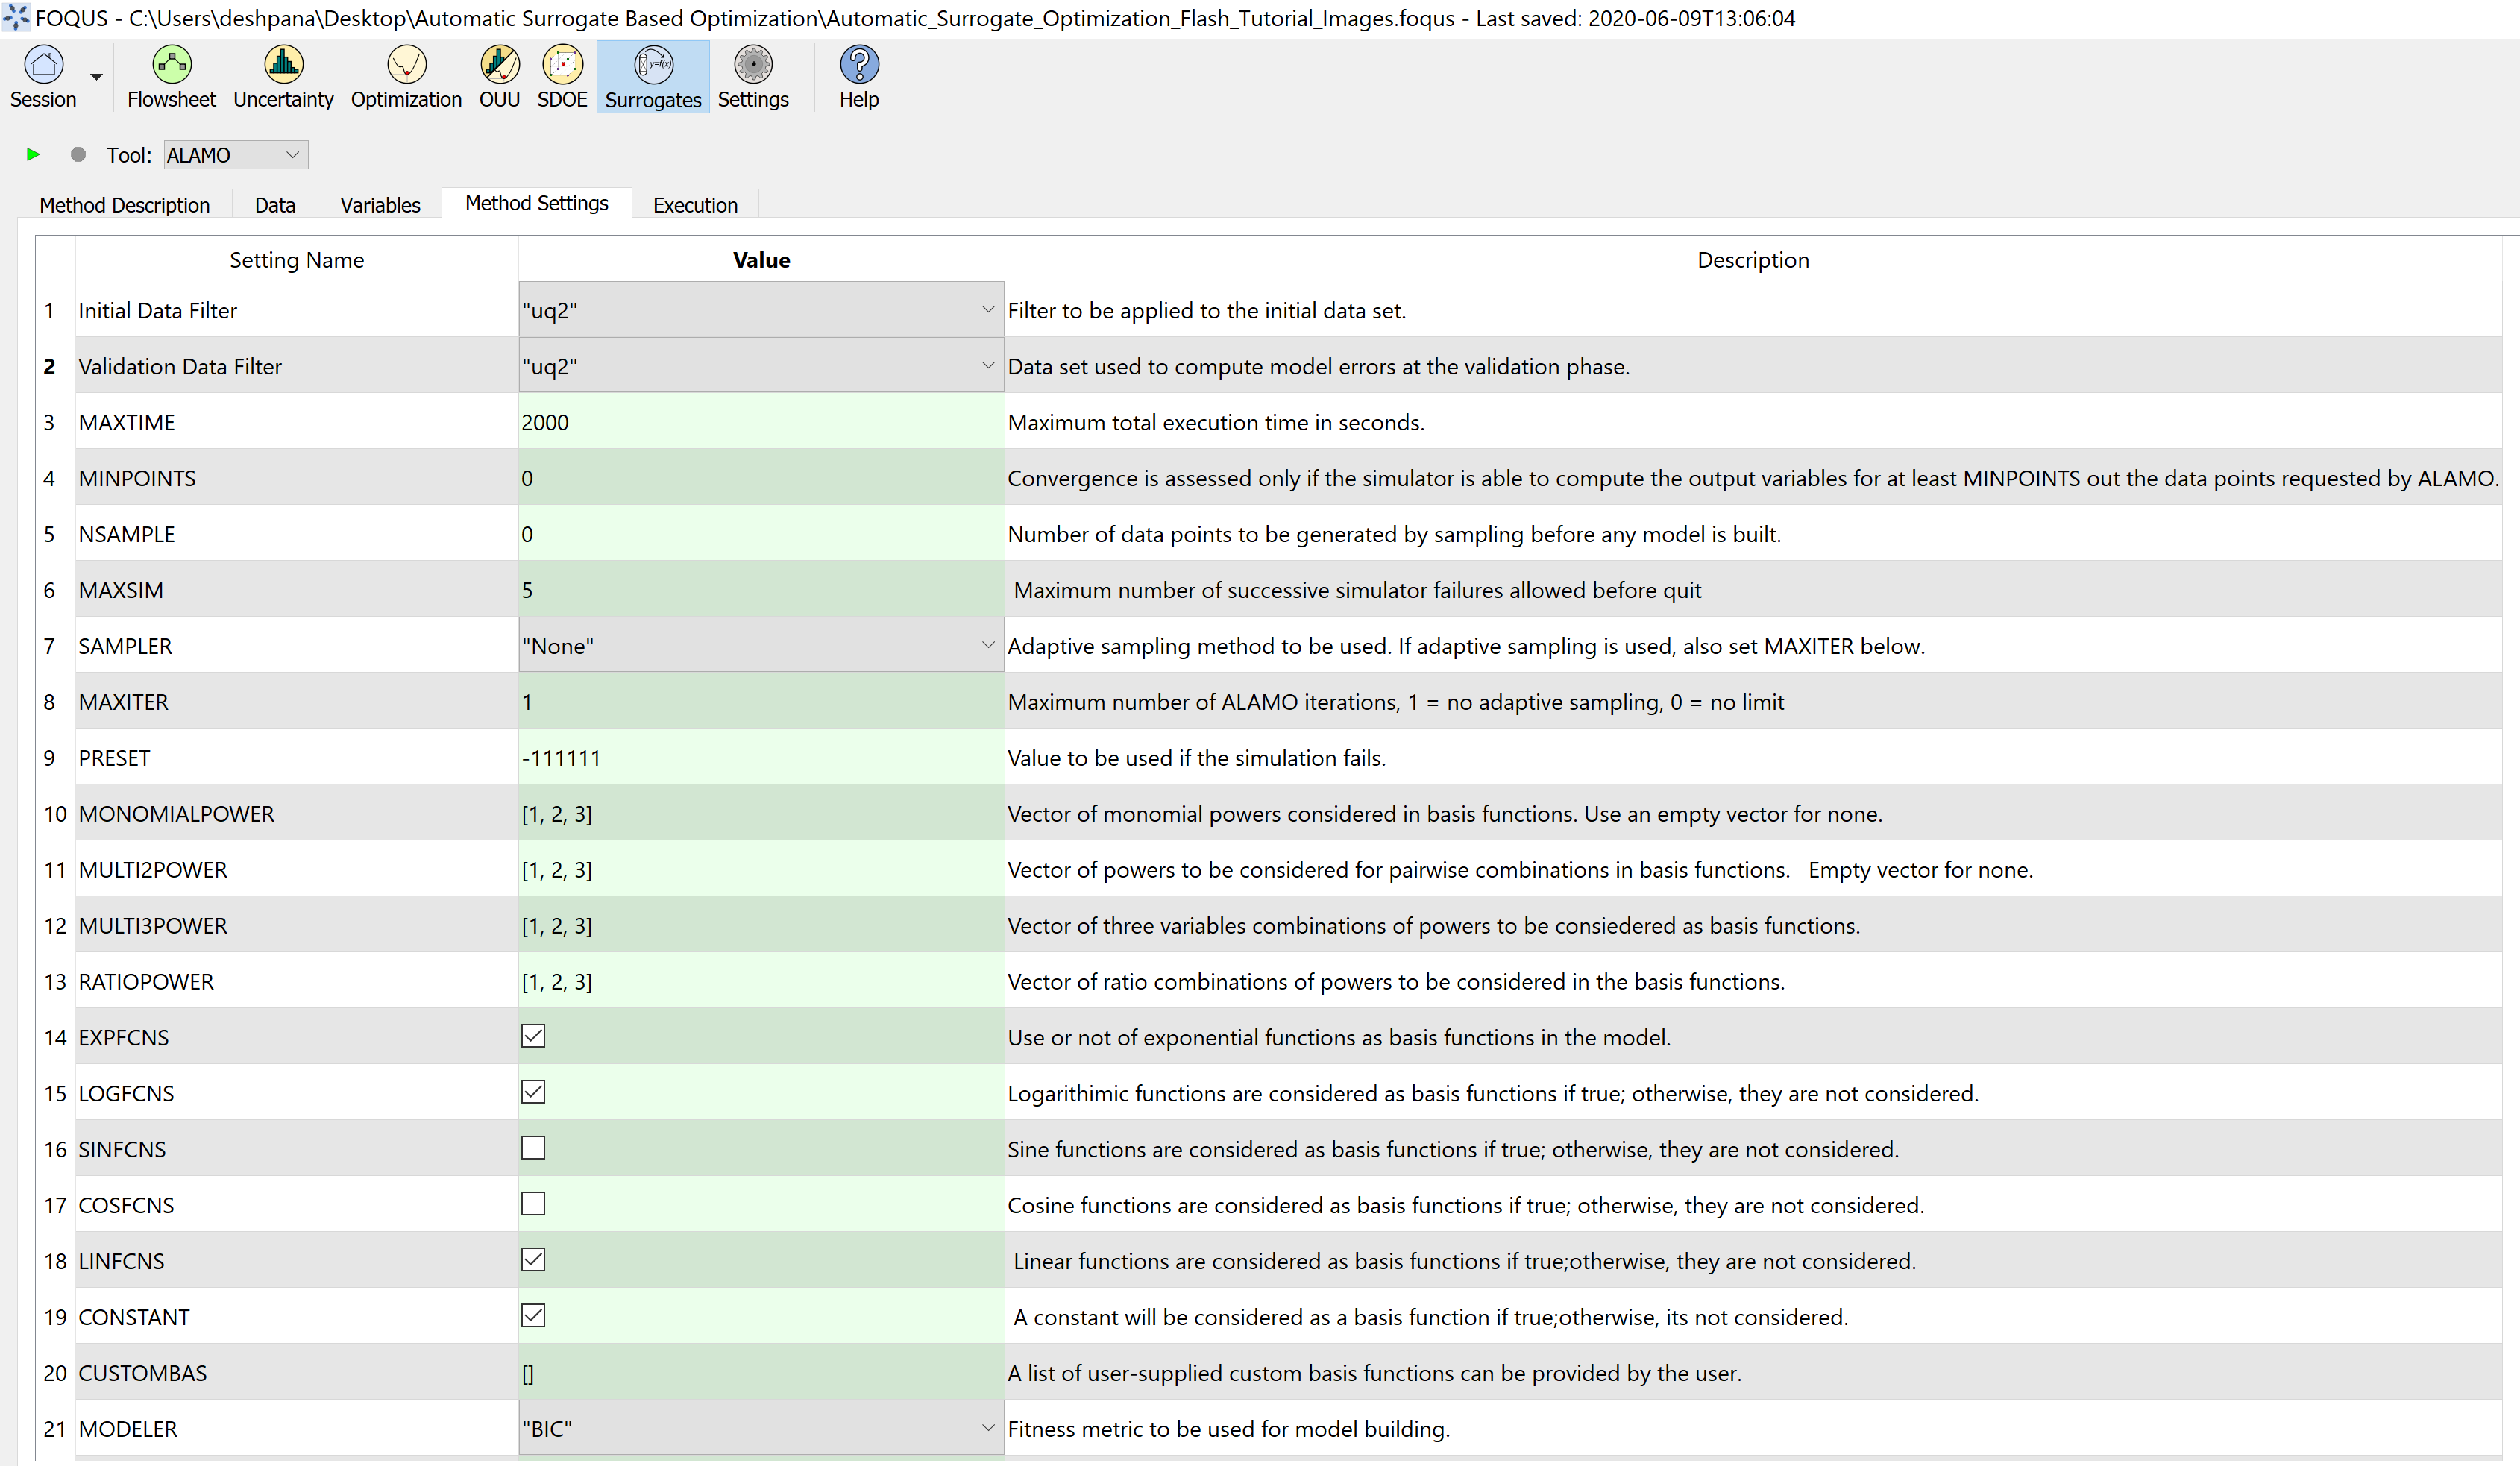 FOQUS - C:\Users\deshpana\Desktop\Automatic Surrogate Based Optimization\Automatic_Surrogate_Optimization_Flash_Tutorial_Images.foqus - Last saved: 2020-06-09T13:06:04
Session Flowsheet Uncertainty Optimization OUU SDOE y=f(x) Surrogates Settings ? Help
Tool: ALAMO
Method Description Data Variables Method Settings Execution
Setting Name Value Description
1 Initial Data Filter "uq2" Filter to be applied to the initial data set.
2 Validation Data Filter "uq2" Data set used to compute model errors at the validation phase.
3 MAXTIME 2000 Maximum total execution time in seconds.
4 MINPOINTS 0 Convergence is assessed only if the simulator is able to compute the output variables for at least MINPOINTS out the data points requested by ALAMO.
5 NSAMPLE 0 Number of data points to be generated by sampling before any model is built.
6 MAXSIM 5 Maximum number of successive simulator failures allowed before quit
7 SAMPLER "None" Adaptive sampling method to be used. If adaptive sampling is used, also set MAXITER below.
8 MAXITER 1 Maximum number of ALAMO iterations, 1 = no adaptive sampling, 0 = no limit
9 PRESET -111111 Value to be used if the simulation fails.
10 MONOMIALPOWER [1, 2, 3] Vector of monomial powers considered in basis functions. Use an empty vector for none.
11 MULTI2POWER [1, 2, 3] Vector of powers to be considered for pairwise combinations in basis functions. Empty vector for none.
12 MULTI3POWER [1, 2, 3] Vector of three variables combinations of powers to be consiedered as basis functions.
13 RATIOPOWER [1, 2, 3] Vector of ratio combinations of powers to be considered in the basis functions.
14 EXPFCNS Use or not of exponential functions as basis functions in the model.
15 LOGFCNS Logarithimic functions are considered as basis functions if true; otherwise, they are not considered.
16 SINFCNS Sine functions are considered as basis functions if true; otherwise, they are not considered.
17 COSFCNS Cosine functions are considered as basis functions if true; otherwise, they are not considered.
18 LINFCNS Linear functions are considered as basis functions if true;otherwise, they are not considered.
19 CONSTANT A constant will be considered as a basis function if true;otherwise, its not considered.
20 CUSTOMBAS [] A list of user-supplied custom basis functions can be provided by the user.
21 MODELER "BIC" Fitness metric to be used for model building.